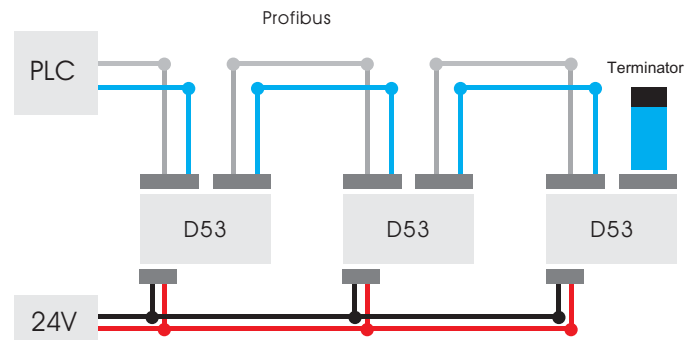 Profibus
PLC
Terminator
D53
D53
D53
24V